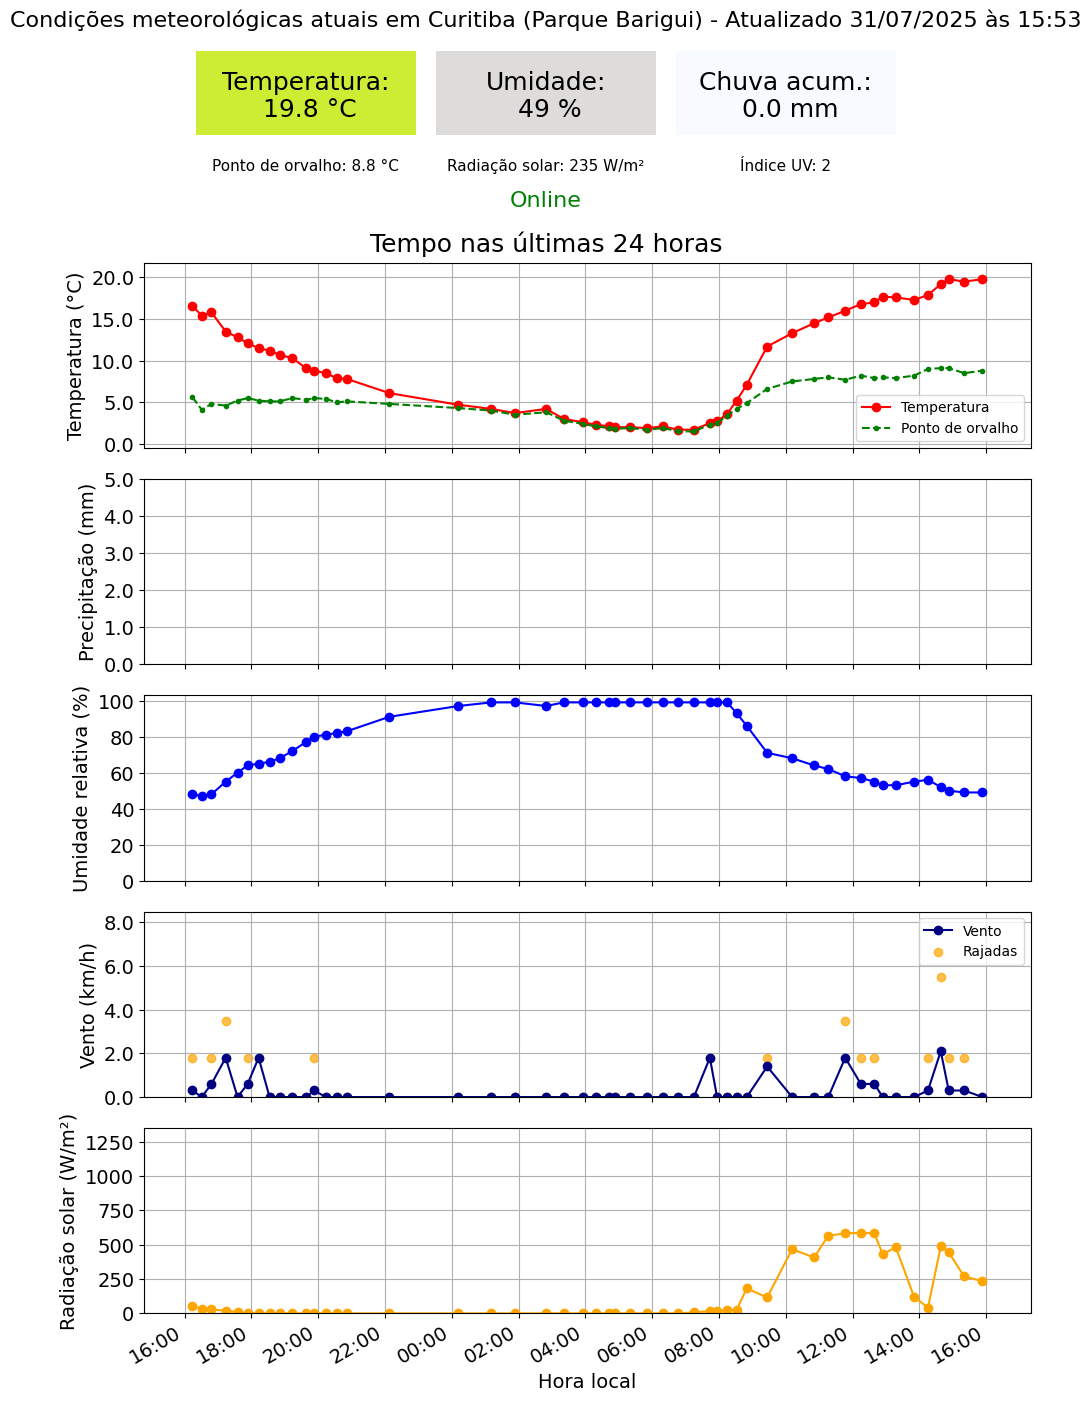 Condições meteorológicas atuais em Curitiba (Parque Barigui) - Atualizado 31/07/2025 às 15:53
Temperatura:
19.8 °C
Umidade:
49 %
Chuva acum.:
0.0 mm
Ponto de orvalho: 8.8 °C
Radiação solar: 235 W/m²
Índice UV: 2
Online
Tempo nas últimas 24 horas
Temperatura (°C)
20.0
15.0
10.0
5.0
0.0
Temperatura
Ponto de orvalho
Precipitação (mm)
5.0
4.0
3.0
2.0
1.0
0.0
Umidade relativa (%)
100
80
60
40
20
0
Vento (km/h)
8.0
6.0
4.0
2.0
0.0
Vento
Rajadas
Radiação solar (W/m²)
1250
1000
750
500
250
0
16:00
18:00
20:00
22:00
00:00
02:00
04:00
06:00
08:00
10:00
12:00
14:00
16:00
Hora local